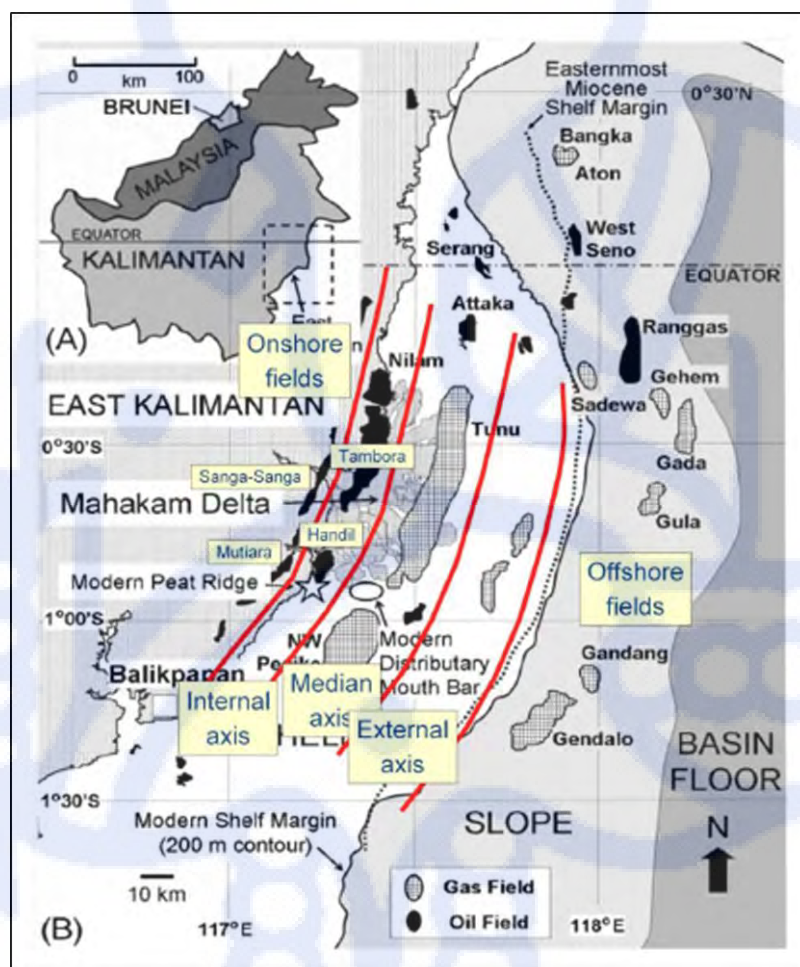 0 100
km
BRUNEI
MALAYSIA
EQUATOR
KALIMANTAN
East
(A)
Easternmost
Miocene
Shelf Margin
0°30'N
Bangka
Aton
West
Seno
Serang
EQUATOR
Attaka
Ranggas
Onshore
fields
Nilam
Gehem
Sadewa
EAST KALIMANTAN
Tunu
0°30'S
Tambora
Gada
Sanga-Sanga
Mahakam Delta
Gula
Handil
Mutiara
Modern Peat Ridge
Offshore
fields
1°00'S
NW
Modern
Distributary
Mouth Bar
Gandang
Balikpapan
Internal
axis
Median
axis
External
axis
Gendalo
BASIN
FLOOR
1°30'S
Modern Shelf Margin
(200 m contour)
SLOPE
N
10 km
Gas Field
Oil Field
(B)
117°E
118°E